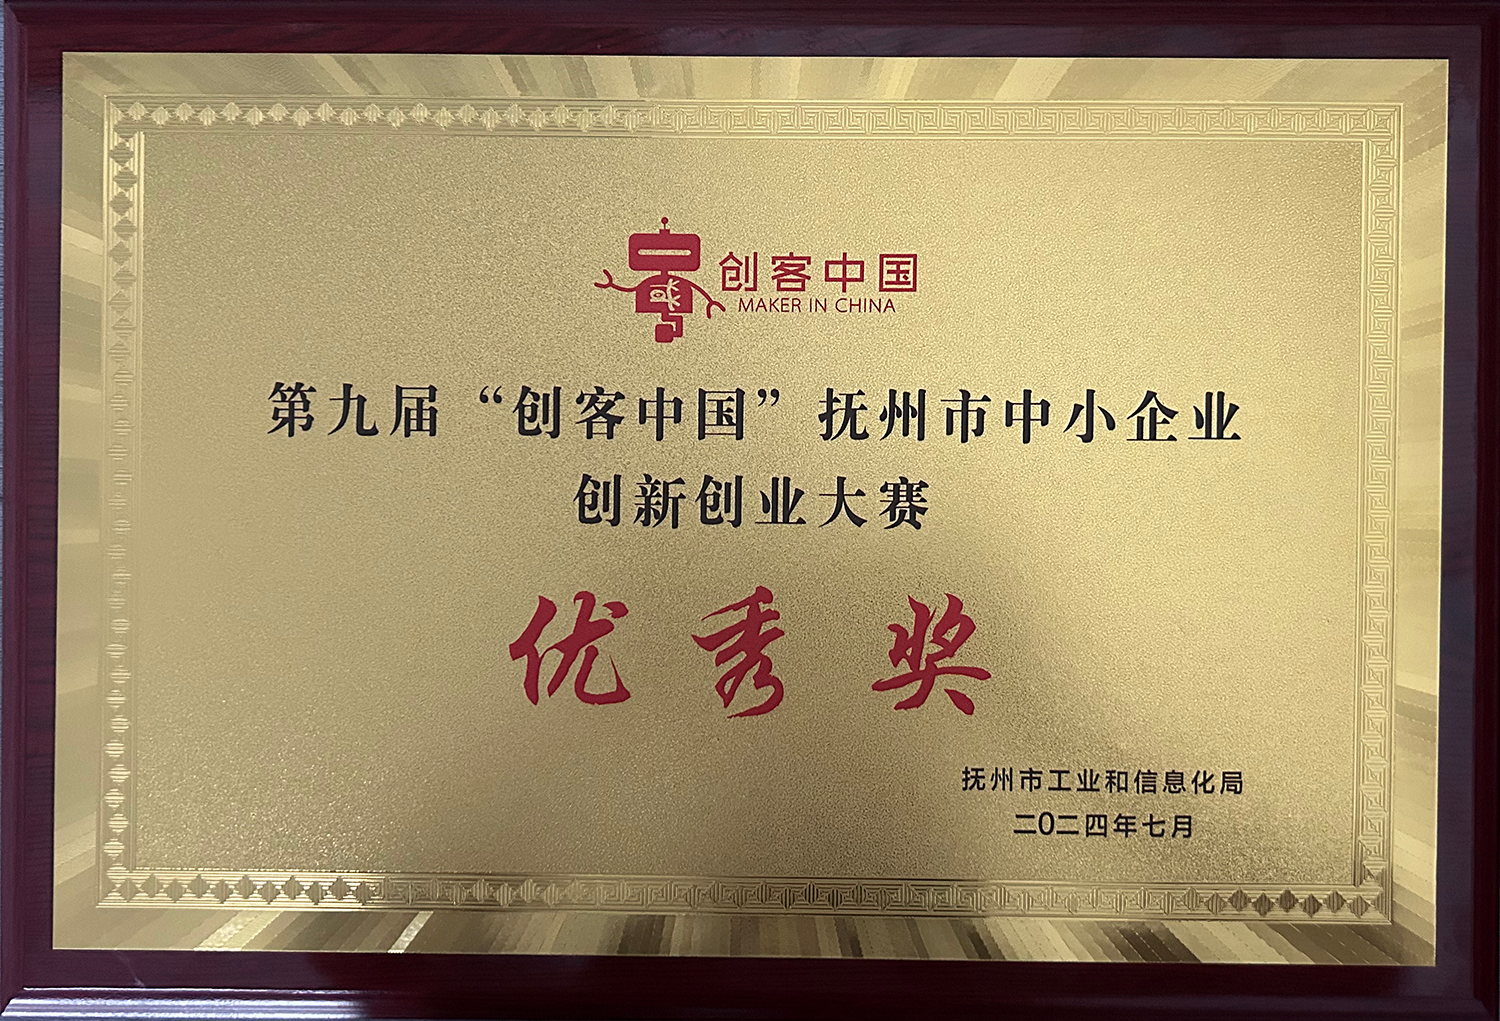 创客中国
MAKER IN CHINA
第九届“创客中国”抚州市中小企业
创新创业大赛
优秀奖
抚州市工业和信息化局
二〇二四年七月